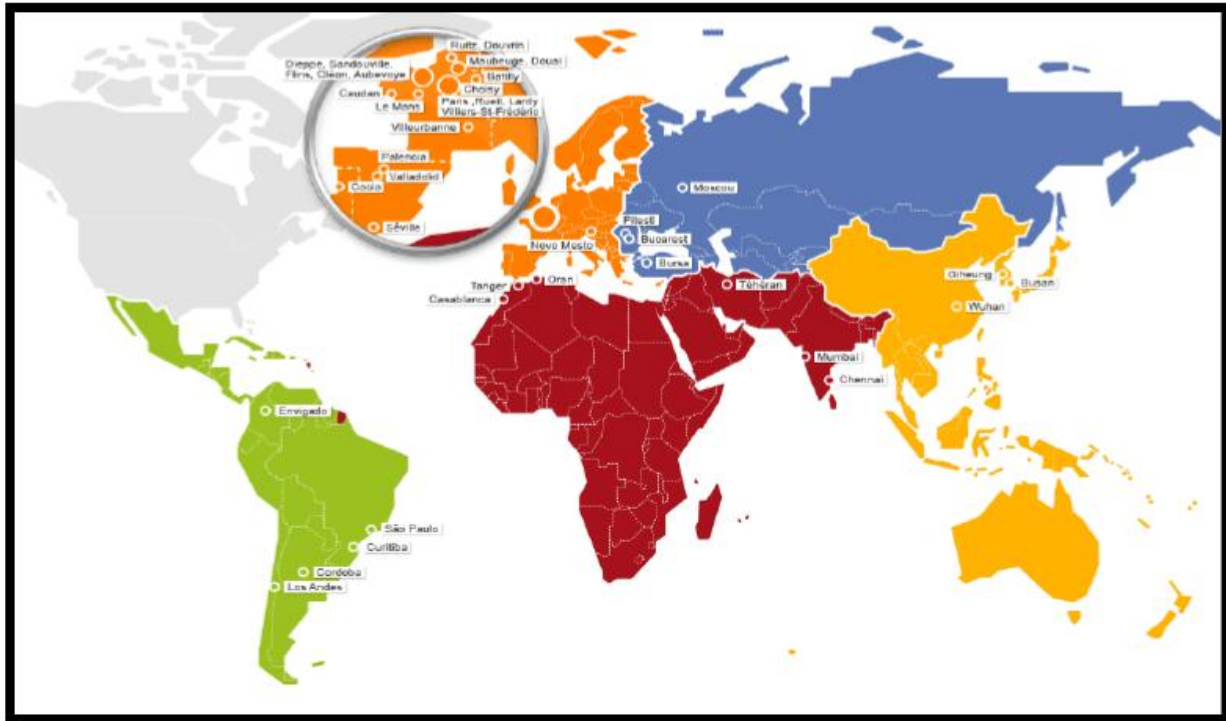 Ruitz, Douvrin
Maubeuge, Douai
Dieppe, Sandouville,
Flins, Cléon, Aubevoye
Batilly
Choisy
Caudan
Le Mans
Paris ,Rueil, Lardy
Villiers-St-Frédéric
Villeurbanne
Palencia
Valladolid
Cacia
Séville
Moscou
Pitesti
Bucarest
Novo Mesto
Bursa
Oran
Tanger
Casablanca
Téhéran
Giheung
Busan
Wuhan
Mumbai
Chennai
Envigado
São Paulo
Curitiba
Cordoba
Los Andes